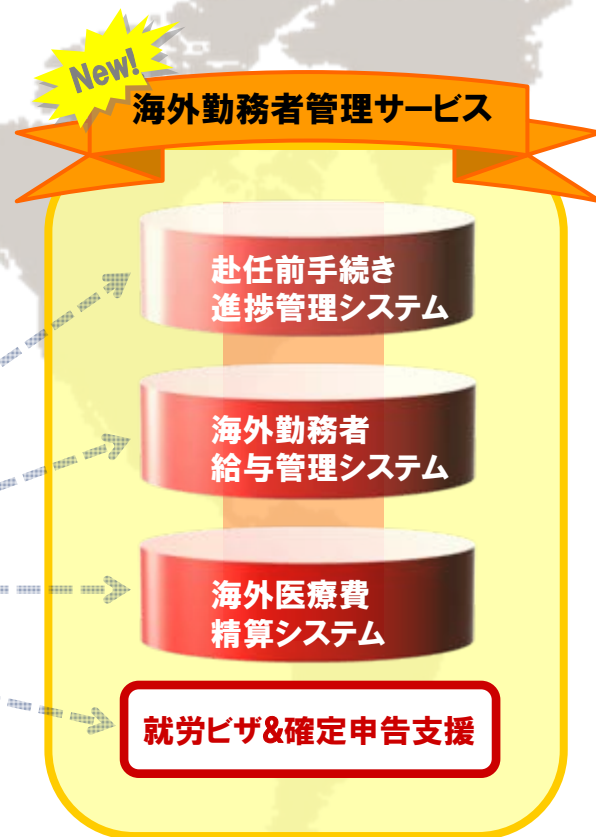 New!
海外勤務者管理サービス
赴任前手続き
進捗管理システム
海外勤務者
給与管理システム
海外医療費
精算システム
就労ビザ&確定申告支援